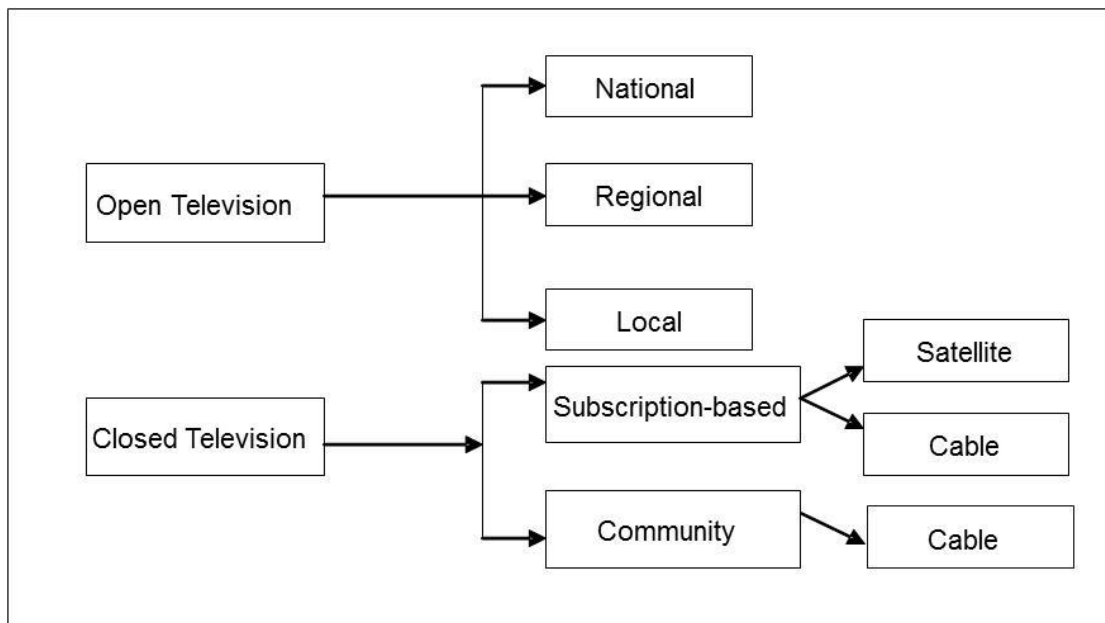 National
Open Television
Regional
Local
Closed Television
Subscription-based
Satellite
Cable
Community
Cable